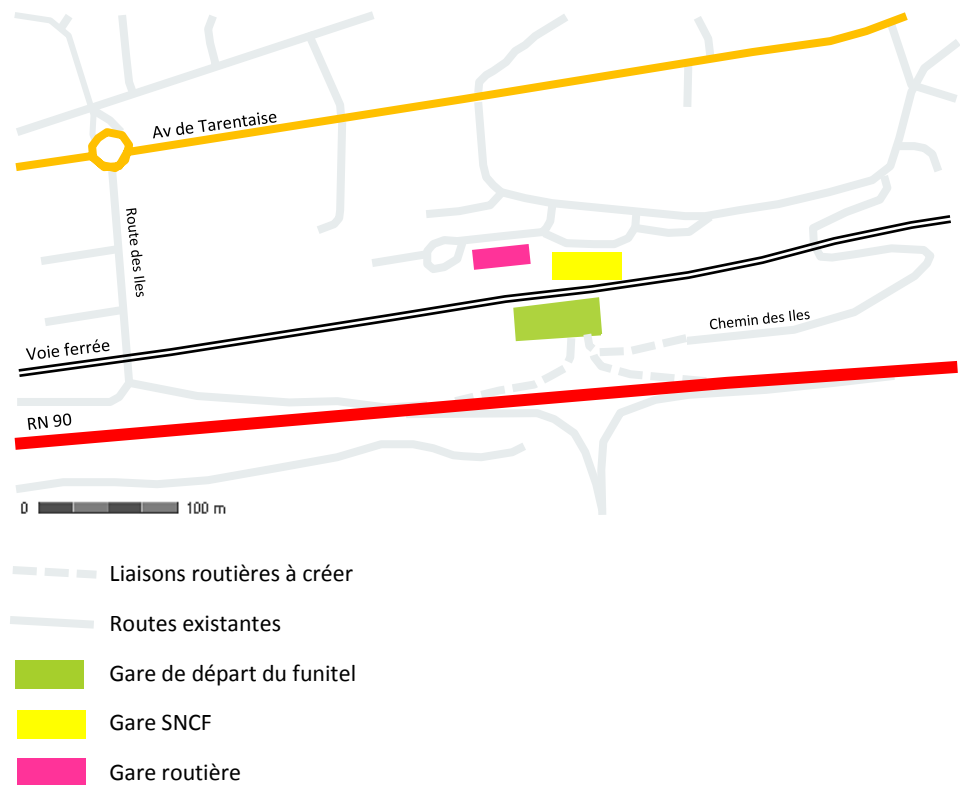 Av de Tarentaise
Route des Iles
Chemin des Iles
Voie ferrée
RN 90
0 100 m
Liaisons routières à créer
Routes existantes
Gare de départ du funitel
Gare SNCF
Gare routière